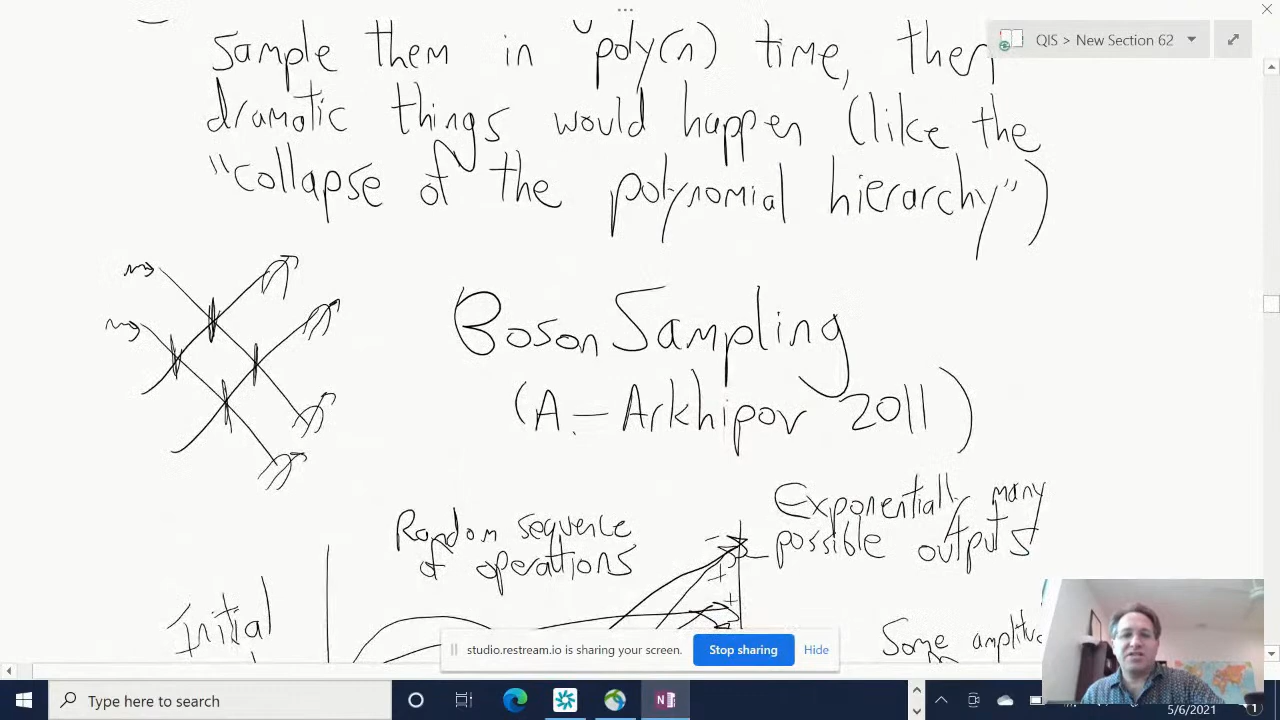 Sample them in poly(n) time, then
dramatic things would happen (like the
"collapse of the polynomial hierarchy")
BosonSampling
(A.–Arkhipov 2011)
Exponentially many
possible outputs
Random sequence
of operations
Initial
Some amplitu
QIS > New Section 62
studio.restream.io is sharing your screen.
Stop sharing
Hide
Type here to search
5/6/2021
1